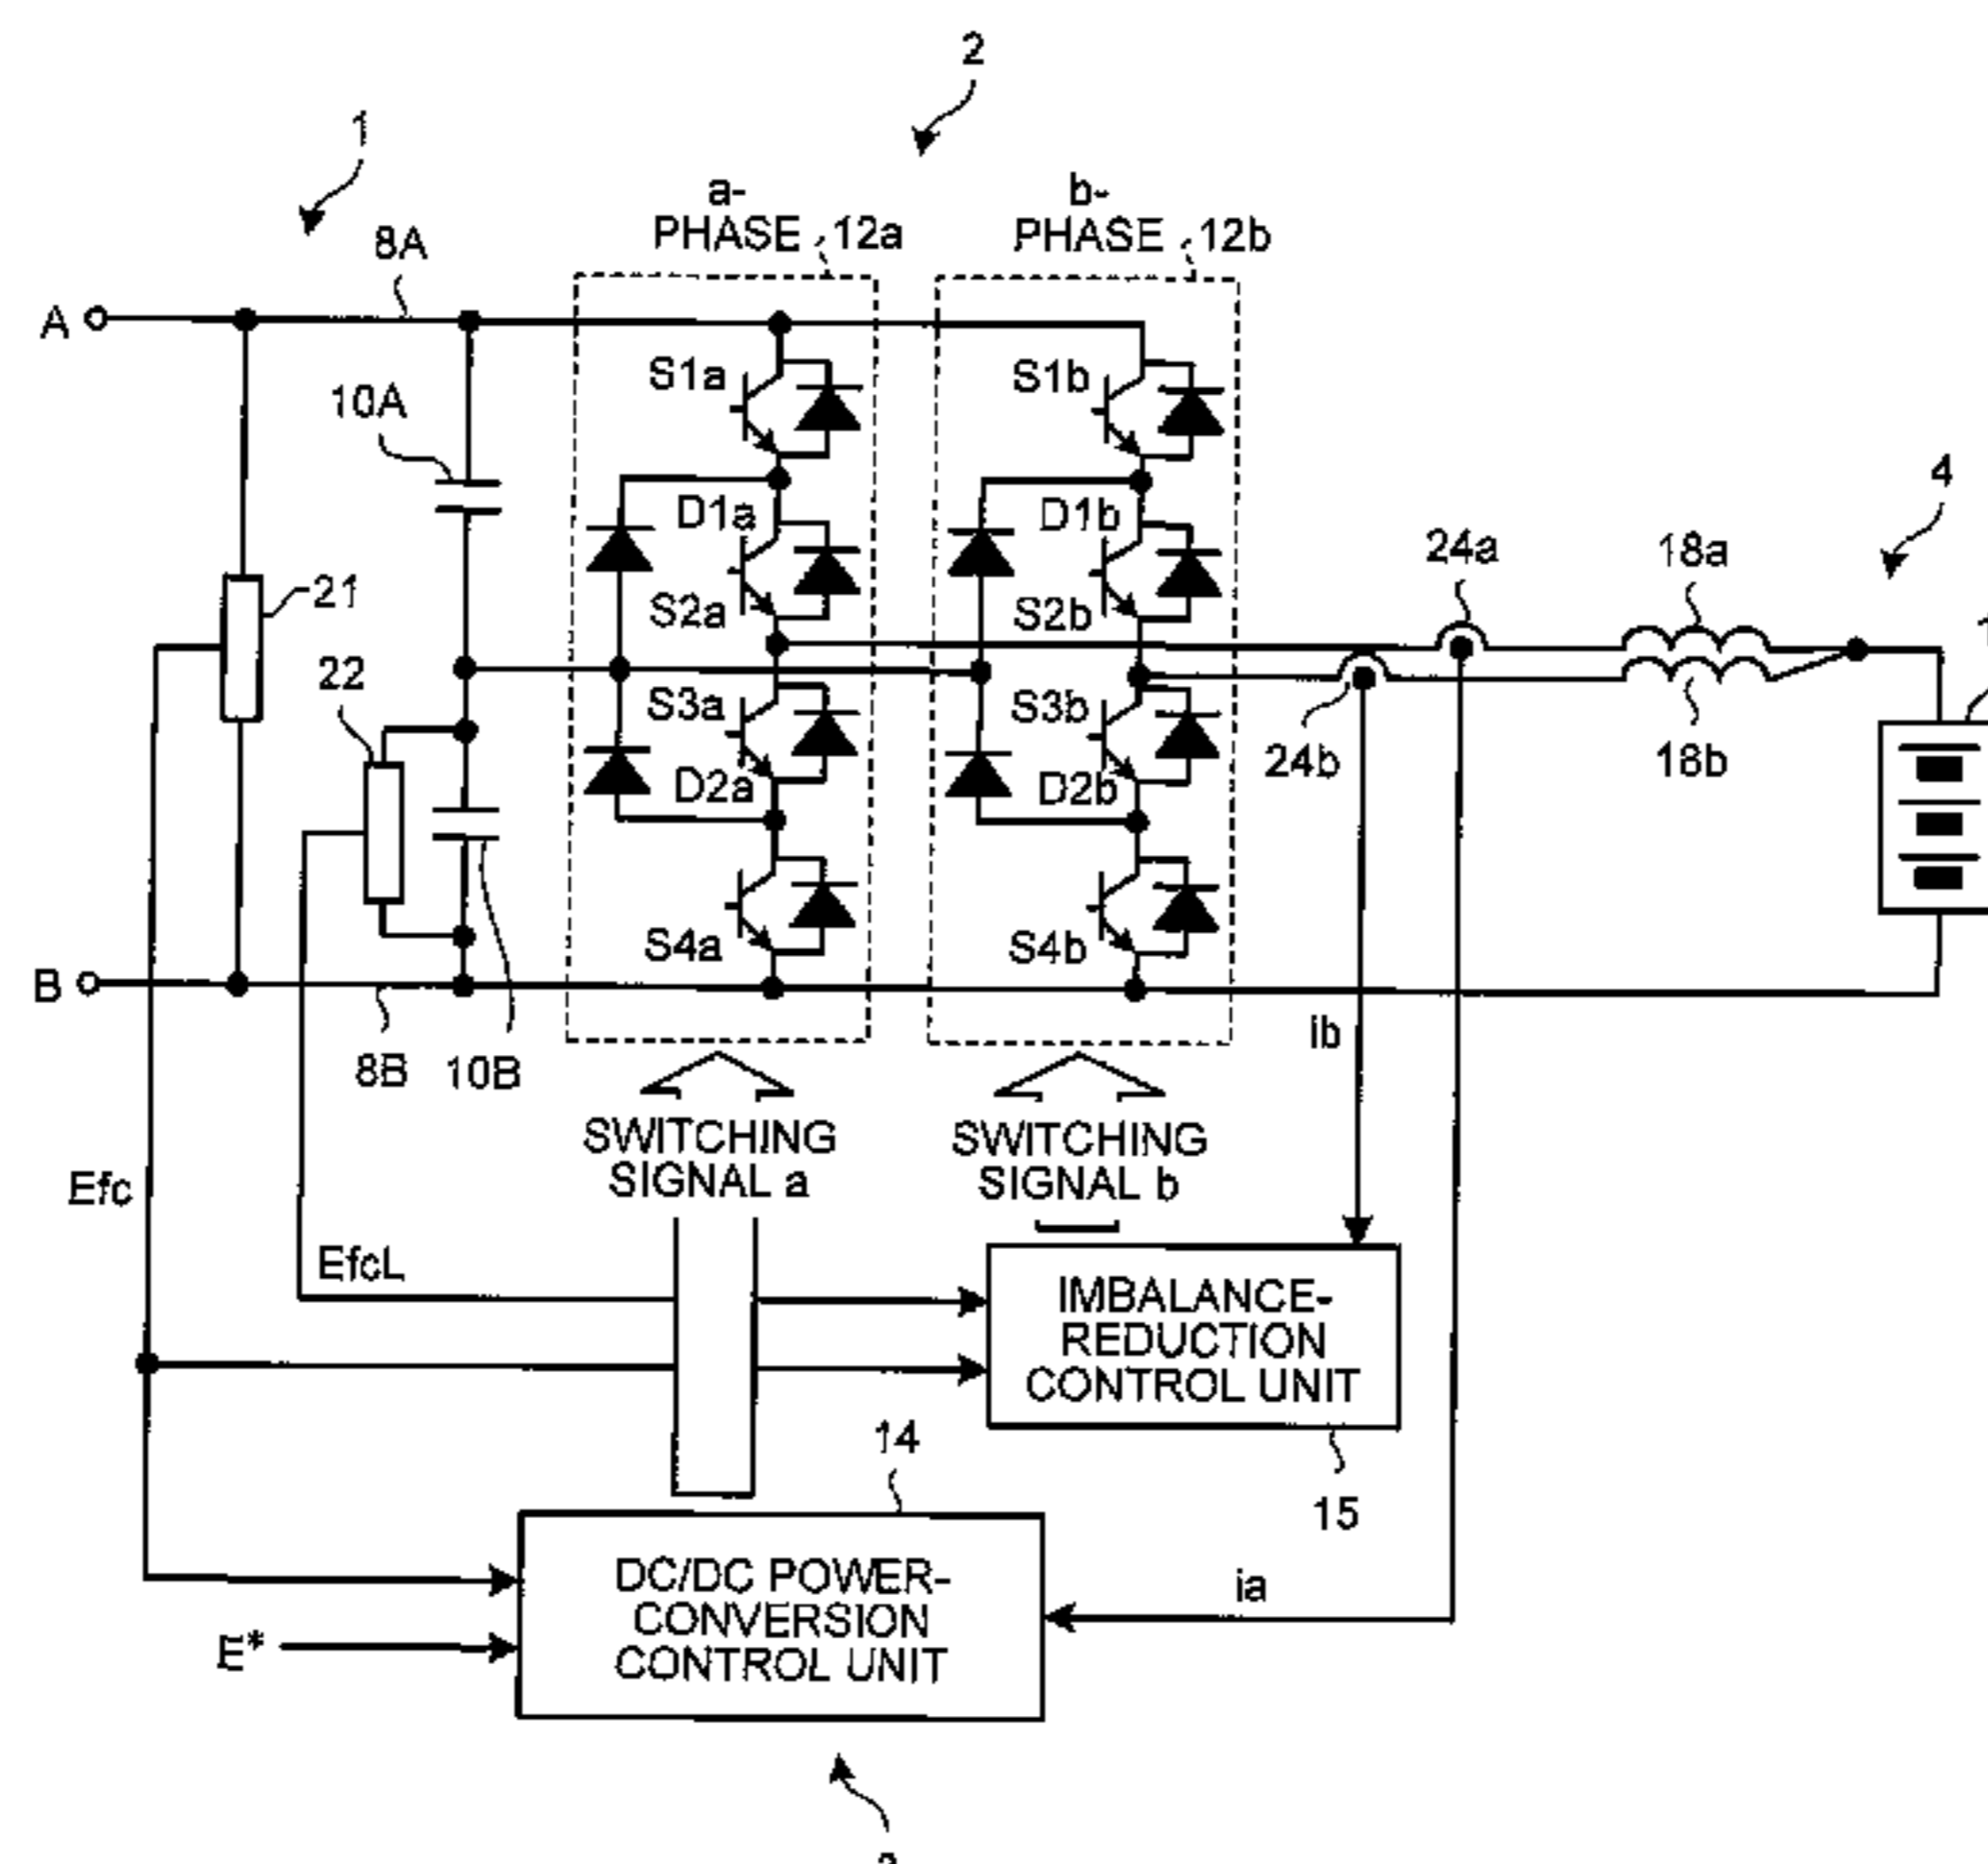 2
1
a-
PHASE
12a
b-
PHASE
12b
8A
A
S1a
S1b
10A
D1a
D1b
4
24a
18a
21
S2a
S2b
22
S3a
S3b
24b
18b
D2a
D2b
S4a
S4b
B
ib
8B
10B
SWITCHING
SIGNAL a
SWITCHING
SIGNAL b
Efc
EfcL
IMBALANCE-
REDUCTION
CONTROL UNIT
14
15
DC/DC POWER-
CONVERSION
CONTROL UNIT
ia
E*